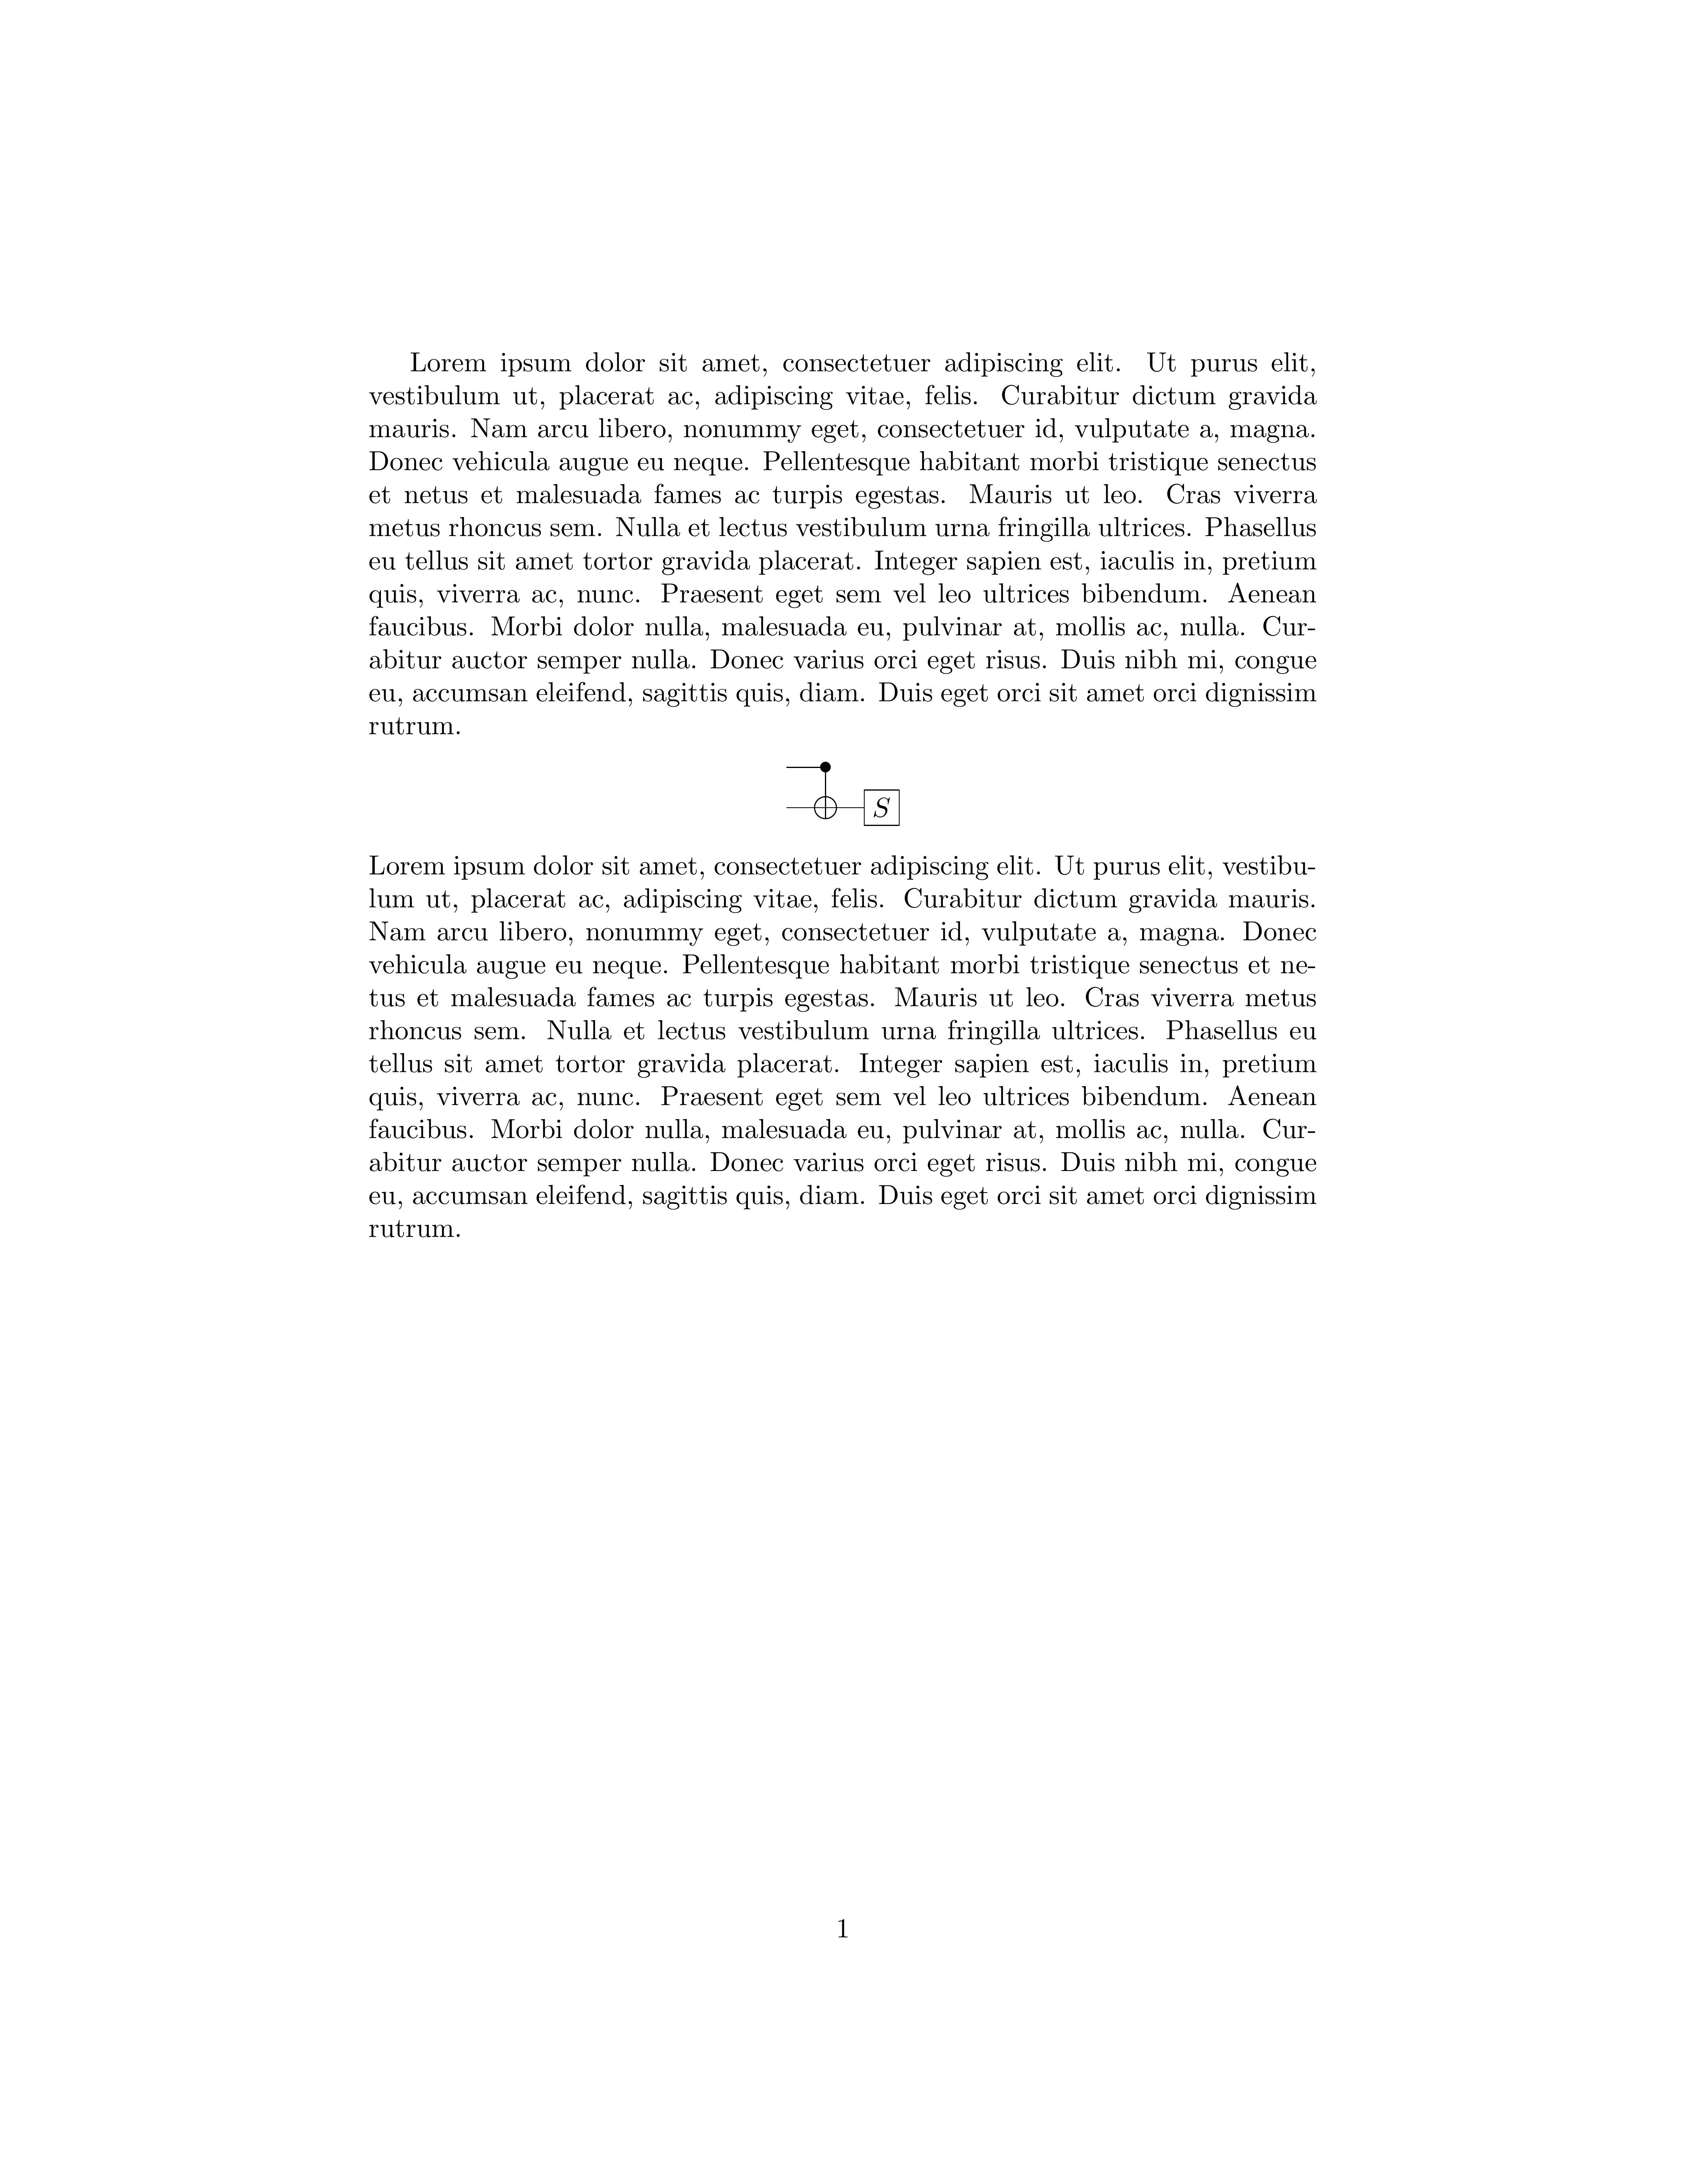 Lorem ipsum dolor sit amet, consectetuer adipiscing elit. Ut purus elit,
vestibulum ut, placerat ac, adipiscing vitae, felis. Curabitur dictum gravida
mauris. Nam arcu libero, nonummy eget, consectetuer id, vulputate a, magna.
Donec vehicula augue eu neque. Pellentesque habitant morbi tristique senectus
et netus et malesuada fames ac turpis egestas. Mauris ut leo. Cras viverra
metus rhoncus sem. Nulla et lectus vestibulum urna fringilla ultrices. Phasellus
eu tellus sit amet tortor gravida placerat. Integer sapien est, iaculis in, pretium
quis, viverra ac, nunc. Praesent eget sem vel leo ultrices bibendum. Aenean
faucibus. Morbi dolor nulla, malesuada eu, pulvinar at, mollis ac, nulla. Cur-
abitur auctor semper nulla. Donec varius orci eget risus. Duis nibh mi, congue
eu, accumsan eleifend, sagittis quis, diam. Duis eget orci sit amet orci dignissim
rutrum.
S
Lorem ipsum dolor sit amet, consectetuer adipiscing elit. Ut purus elit, vestibu-
lum ut, placerat ac, adipiscing vitae, felis. Curabitur dictum gravida mauris.
Nam arcu libero, nonummy eget, consectetuer id, vulputate a, magna. Donec
vehicula augue eu neque. Pellentesque habitant morbi tristique senectus et ne-
tus et malesuada fames ac turpis egestas. Mauris ut leo. Cras viverra metus
rhoncus sem. Nulla et lectus vestibulum urna fringilla ultrices. Phasellus eu
tellus sit amet tortor gravida placerat. Integer sapien est, iaculis in, pretium
quis, viverra ac, nunc. Praesent eget sem vel leo ultrices bibendum. Aenean
faucibus. Morbi dolor nulla, malesuada eu, pulvinar at, mollis ac, nulla. Cur-
abitur auctor semper nulla. Donec varius orci eget risus. Duis nibh mi, congue
eu, accumsan eleifend, sagittis quis, diam. Duis eget orci sit amet orci dignissim
rutrum.
1